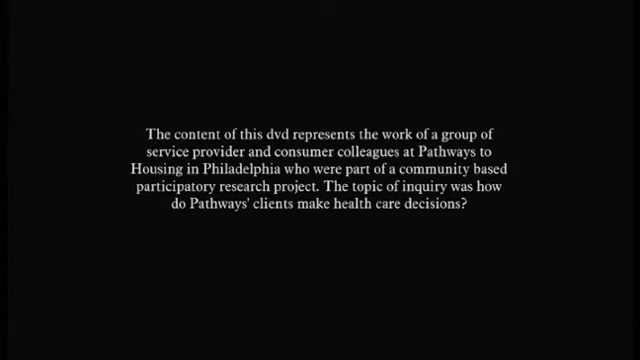 The content of this dvd represents the work of a group of
service provider and consumer colleagues at Pathways to
Housing in Philadelphia who were part of a community based
participatory research project. The topic of inquiry was how
do Pathways' clients make health care decisions?